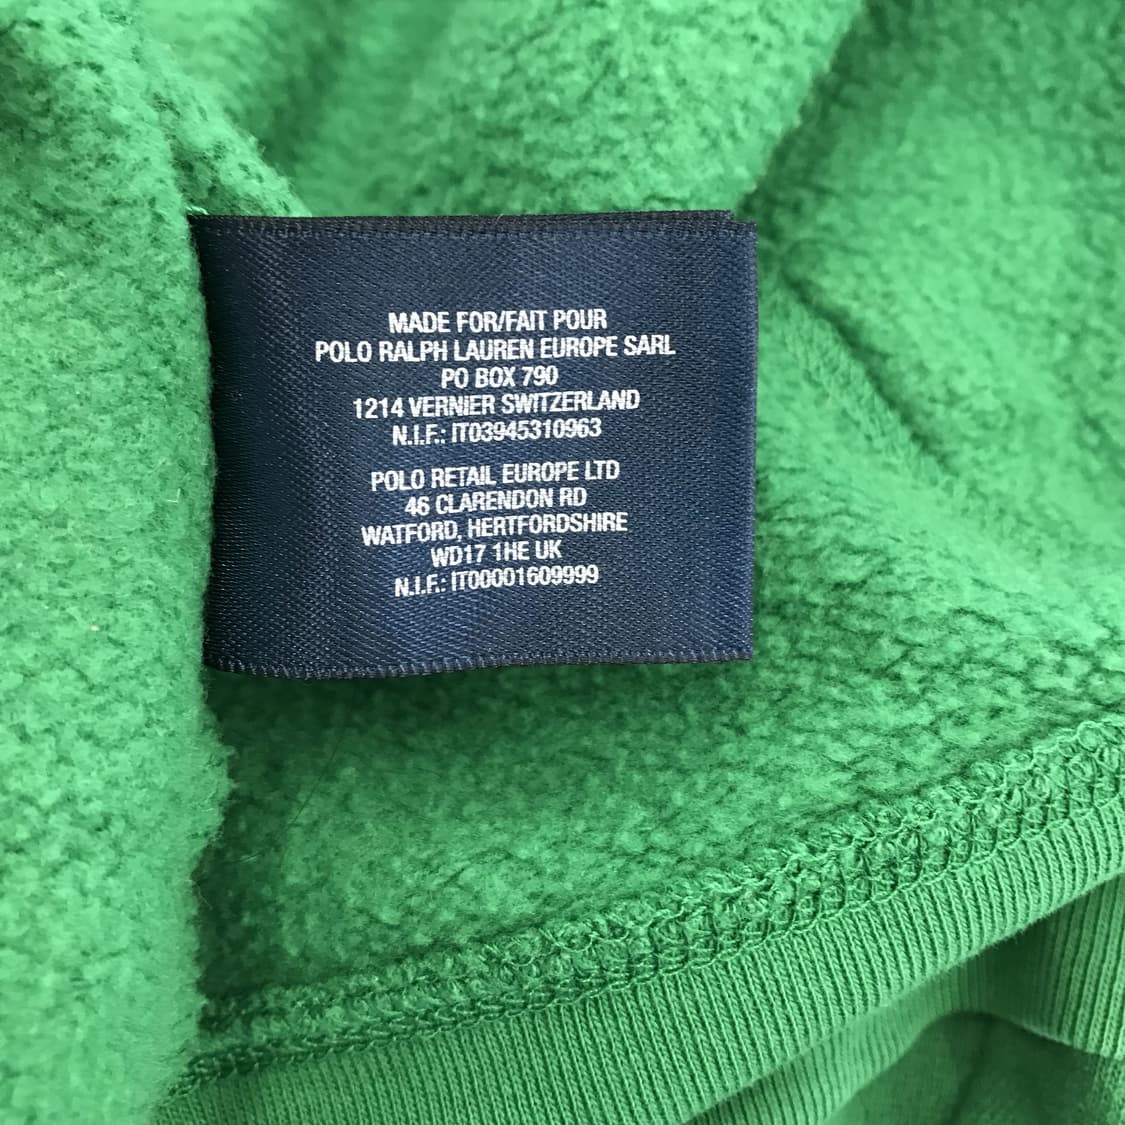 MADE FOR/FAIT POUR
POLO RALPH LAUREN EUROPE SARL
PO BOX 790
1214 VERNIER SWITZERLAND
N.I.F.: IT03945310963
POLO RETAIL EUROPE LTD
46 CLARENDON RD
WATFORD, HERTFORDSHIRE
WD17 1HE UK
N.I.F.: IT00001609999